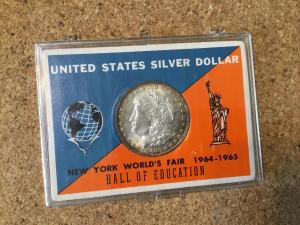 UNITED STATES SILVER DOLLAR
NEW YORK WORLD'S FAIR 1964-1965
HALL OF EDUCATION